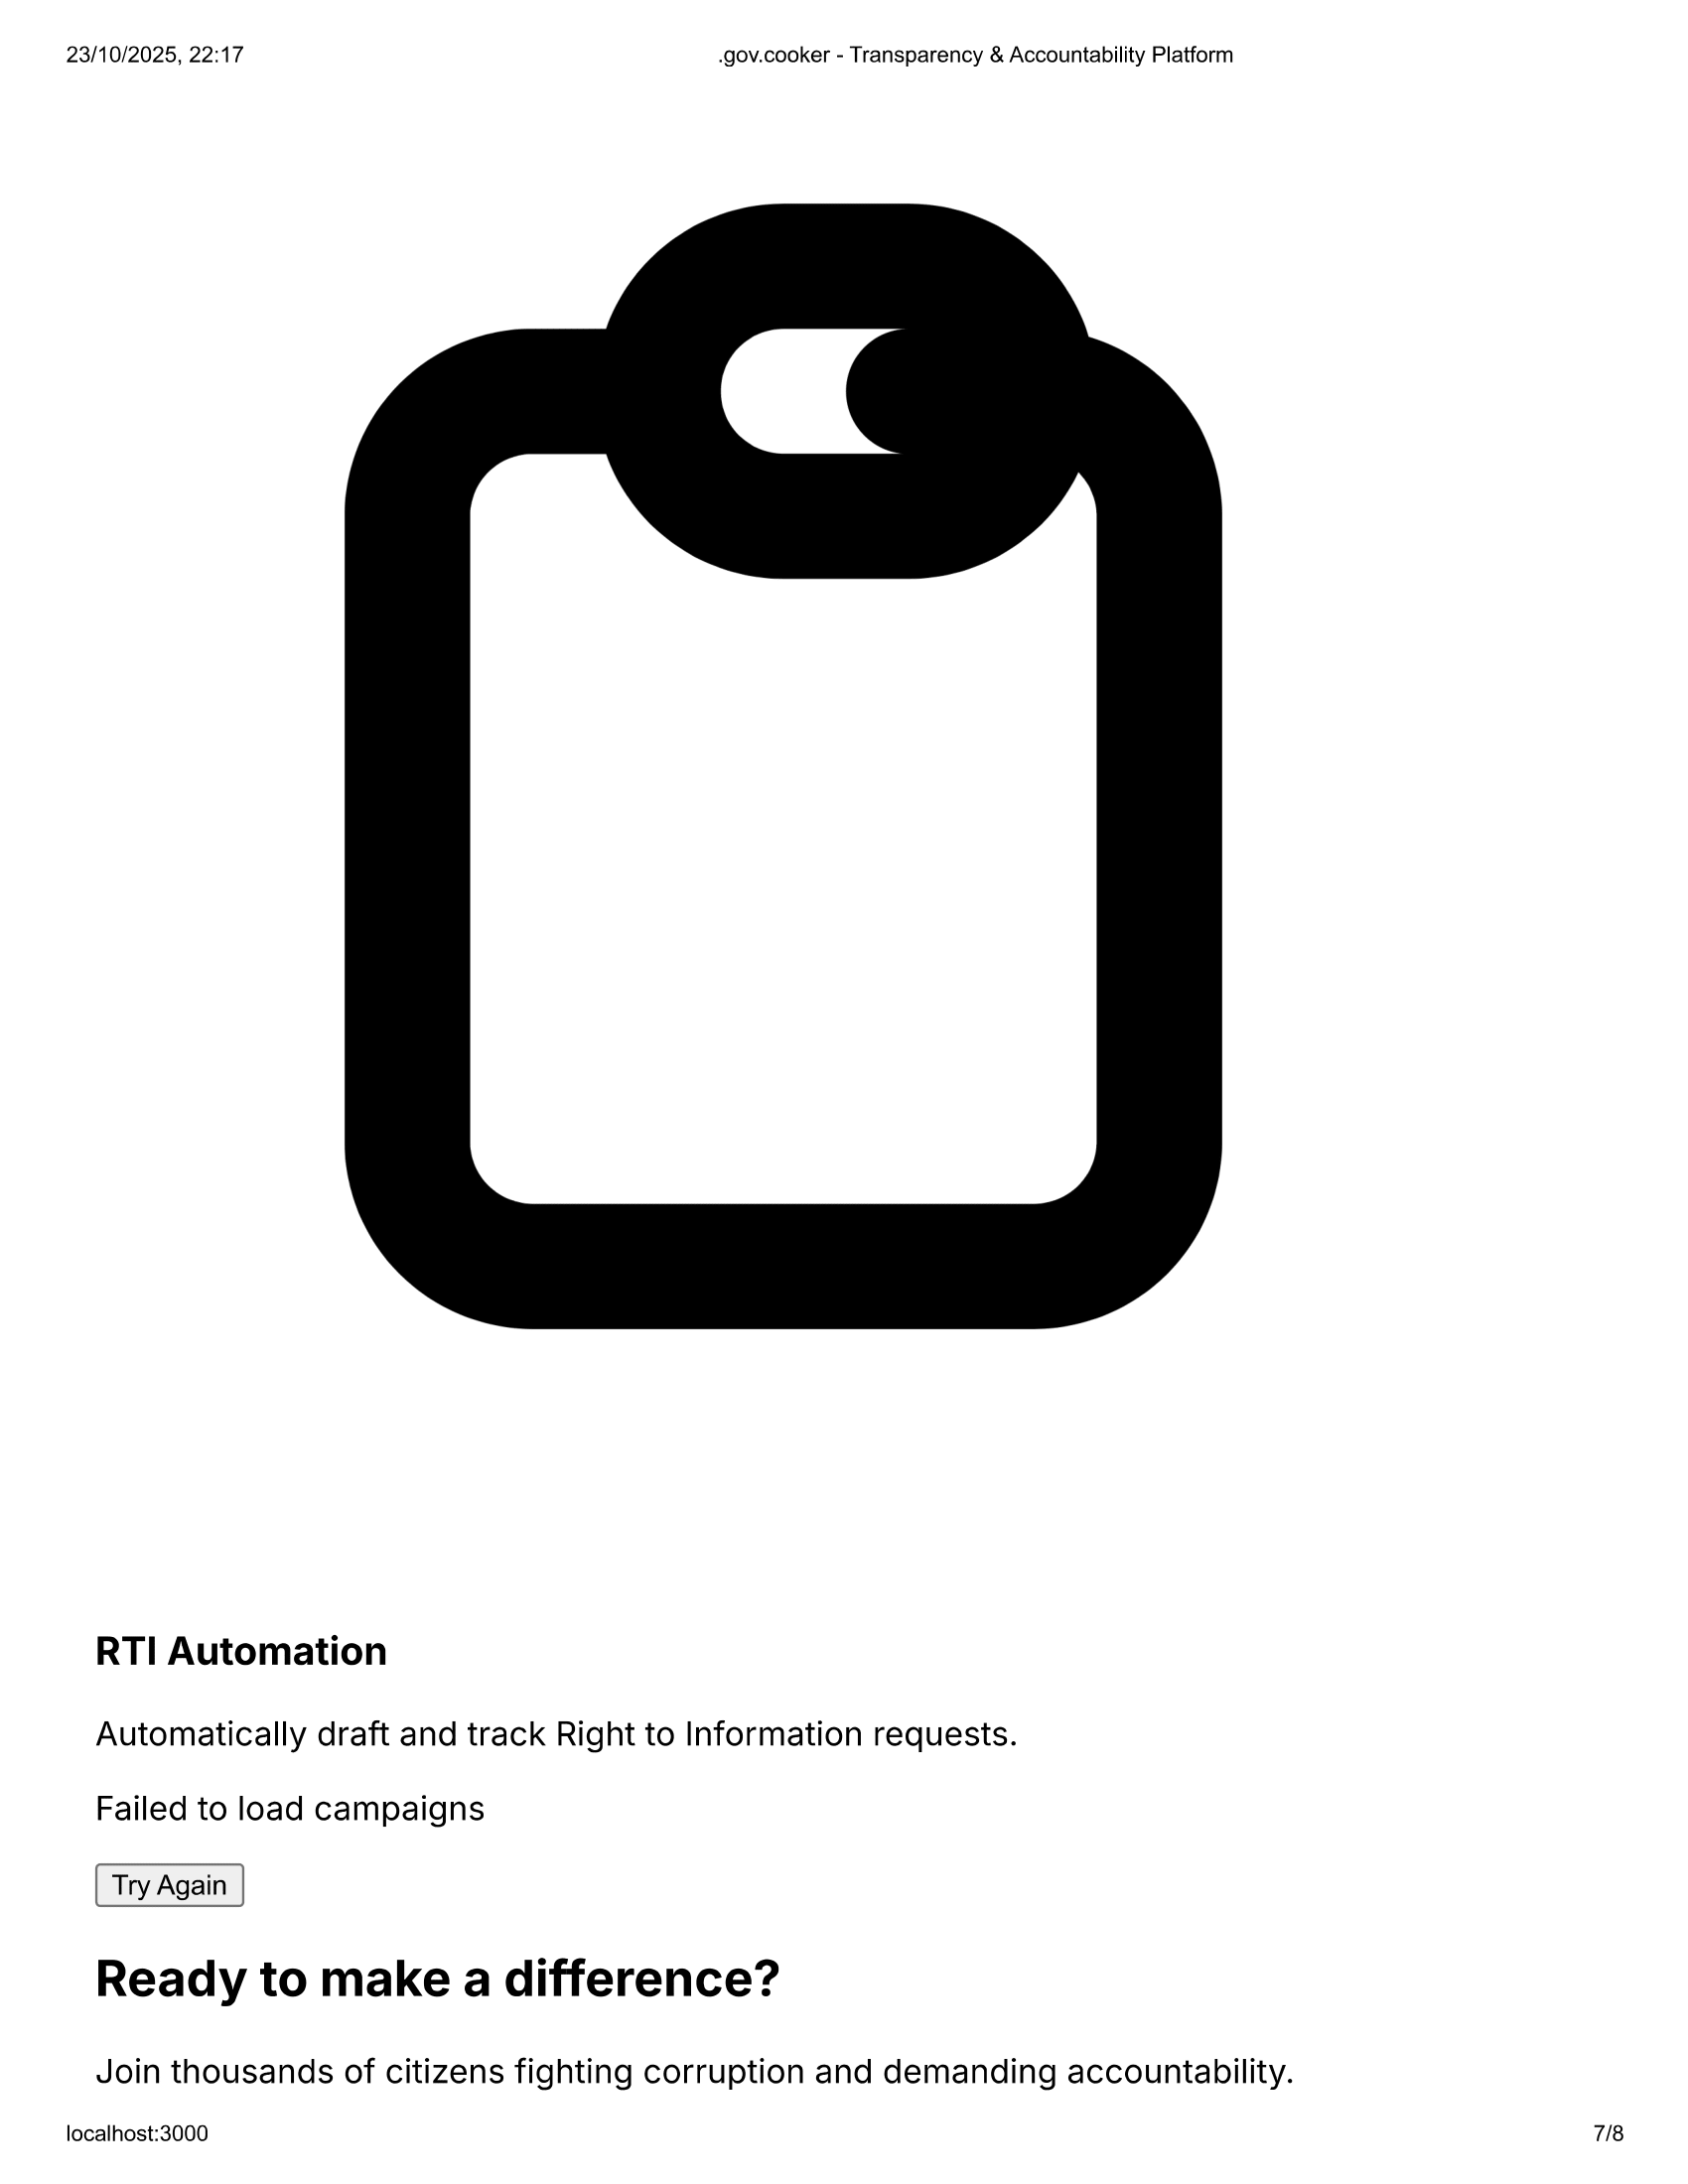 23/10/2025, 22:17
.gov.cooker - Transparency & Accountability Platform
RTI Automation
Automatically draft and track Right to Information requests.
Failed to load campaigns
Try Again
Ready to make a difference?
Join thousands of citizens fighting corruption and demanding accountability.
localhost:3000
7/8